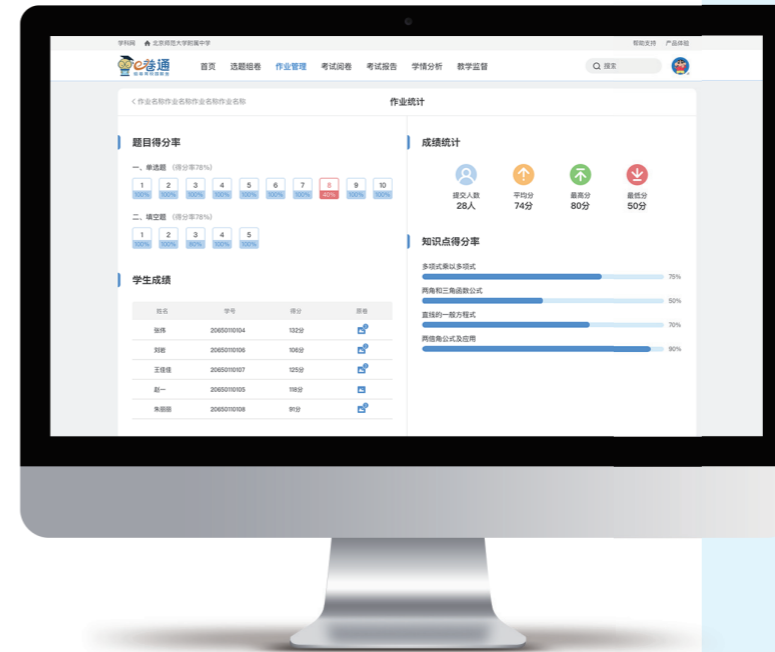 学科网 北京师范大学附属中学 帮助支持 产品体验
e卷通 首页 选题组卷 作业管理 考试阅卷 考试报告 学情分析 教学监督 搜索
作业名称作业名称作业名称作业名称 作业统计
题目得分率
一、单选题 (得分率78%)
1 2 3 4 5 6 7 8 9 10
100% 100% 100% 100% 100% 100% 100% 40% 100% 100%
二、填空题 (得分率78%)
1 2 3 4 5
100% 100% 80% 100% 100%
学生成绩
姓名 学号 得分 原卷
张伟 20650110104 132分
刘岩 20650110106 106分
王佳佳 20650110107 125分
赵一 20650110105 118分
朱丽丽 20650110108 91分
成绩统计
提交人数 平均分 最高分 最低分
28人 74分 80分 50分
知识点得分率
多项式乘以多项式
75%
两角和三角函数公式
50%
直线的一般方程式
70%
两倍角公式及应用
90%